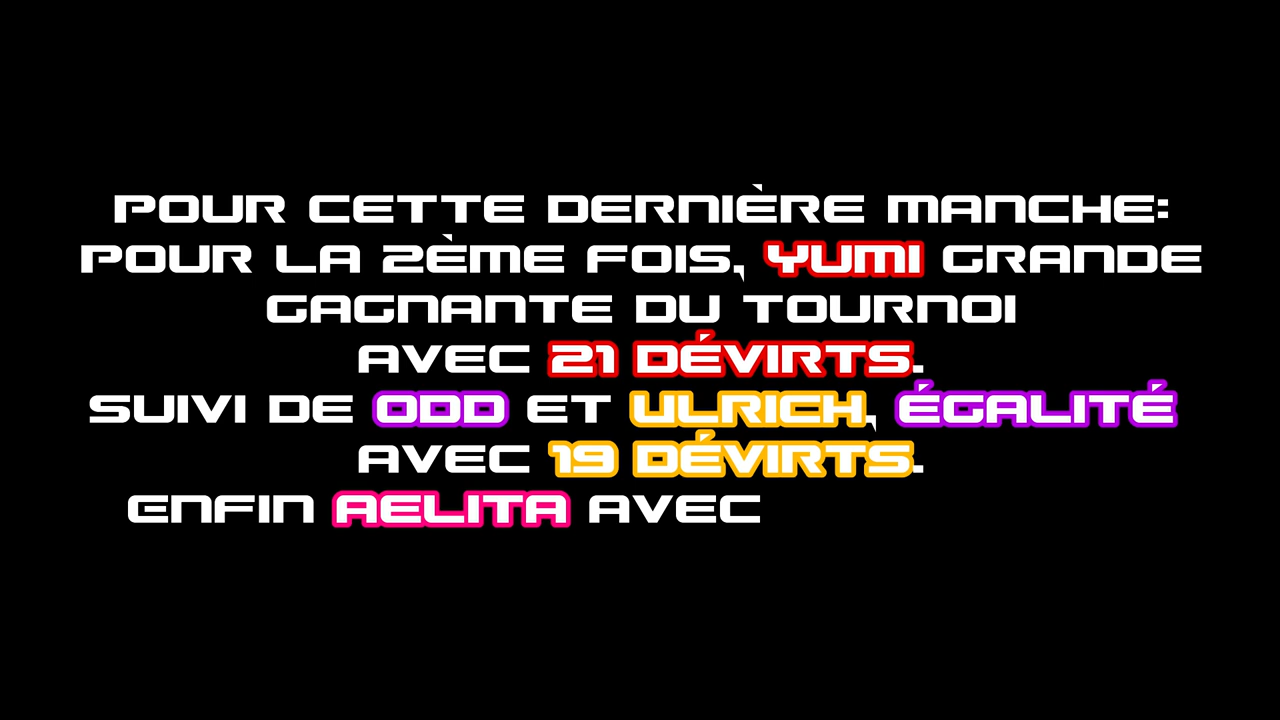 POUR CETTE DERNIÈRE MANCHE:
POUR LA 2ÈME FOIS, YUMI GRANDE
GAGNANTE DU TOURNOI
AVEC 21 DÉVIRTS.
SUIVI DE ODD ET ULRICH, ÉGALITÉ
AVEC 19 DÉVIRTS.
ENFIN AELITA AVEC